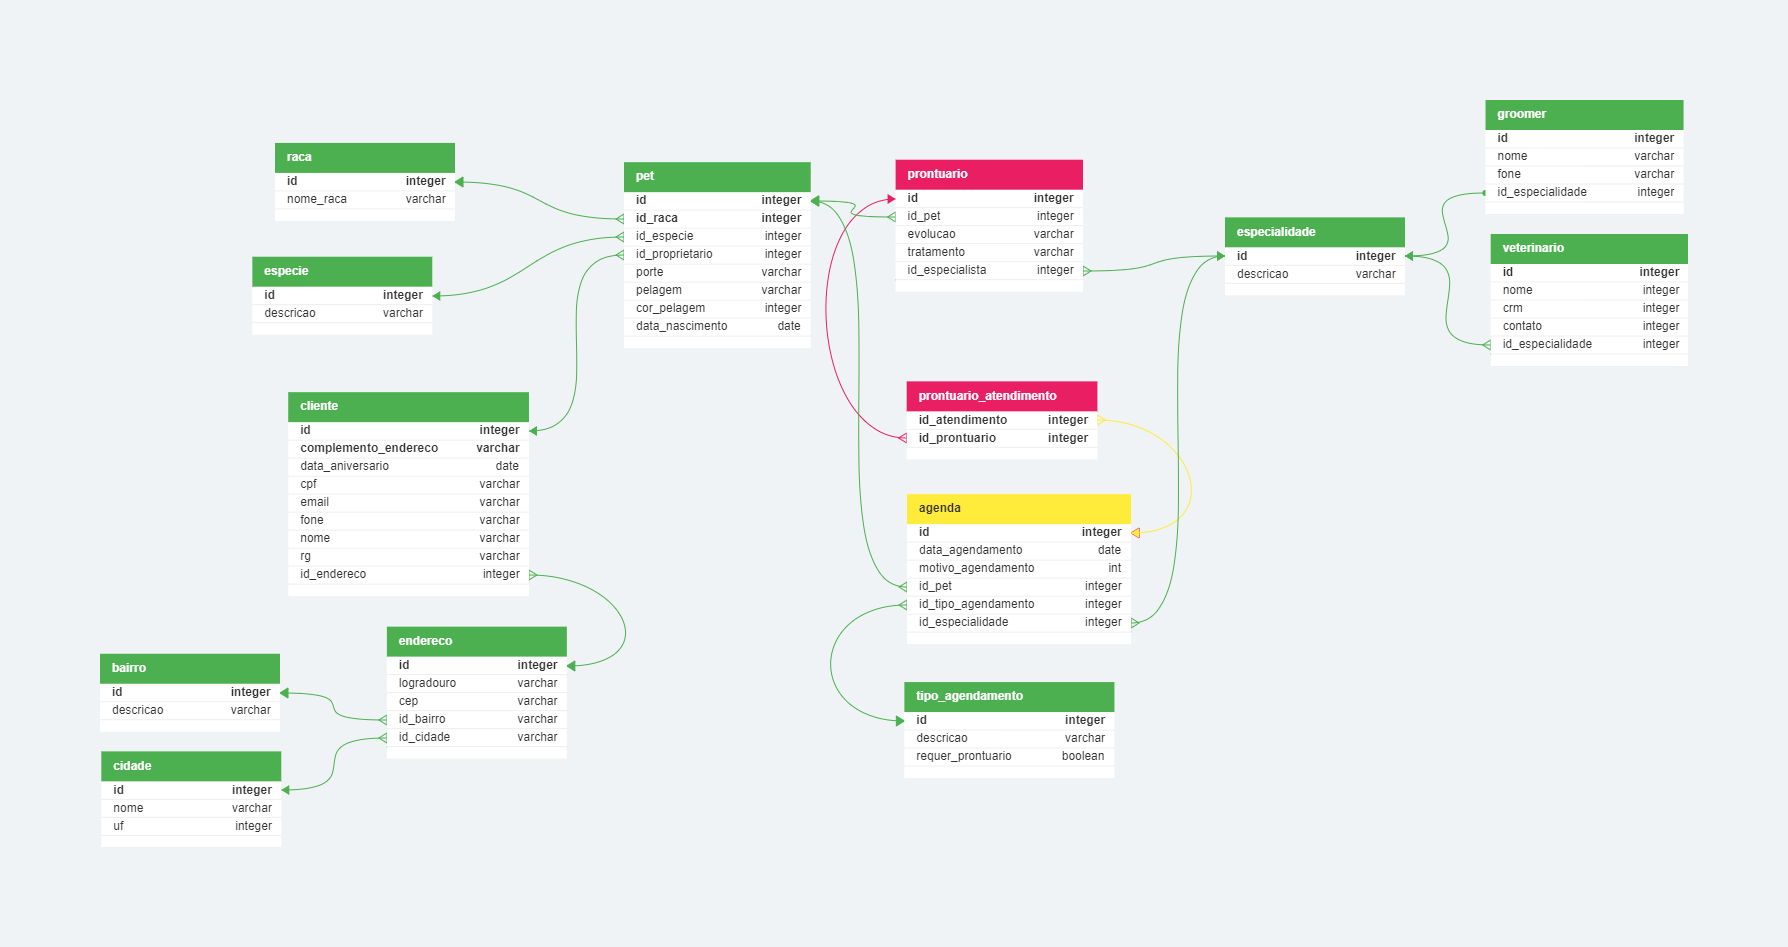 raca
id integer
nome_raca varchar
especie
id integer
descricao varchar
cliente
id integer
complemento_endereco varchar
data_aniversario date
cpf varchar
email varchar
fone varchar
nome varchar
rg varchar
id_endereco integer
bairro
id integer
descricao varchar
cidade
id integer
nome varchar
uf integer
endereco
id integer
logradouro varchar
cep varchar
id_bairro varchar
id_cidade varchar
pet
id integer
id_raca integer
id_especie integer
id_proprietario integer
porte varchar
pelagem varchar
cor_pelagem integer
data_nascimento date
prontuario
id integer
id_pet integer
evolucao varchar
tratamento varchar
id_especialista integer
prontuario_atendimento
id_atendimento integer
id_prontuario integer
agenda
id integer
data_agendamento date
motivo_agendamento int
id_pet integer
id_tipo_agendamento integer
id_especialidade integer
tipo_agendamento
id integer
descricao varchar
requer_prontuario boolean
especialidade
id integer
descricao varchar
groomer
id integer
nome varchar
fone varchar
id_especialidade integer
veterinario
id integer
nome integer
crm integer
contato integer
id_especialidade integer